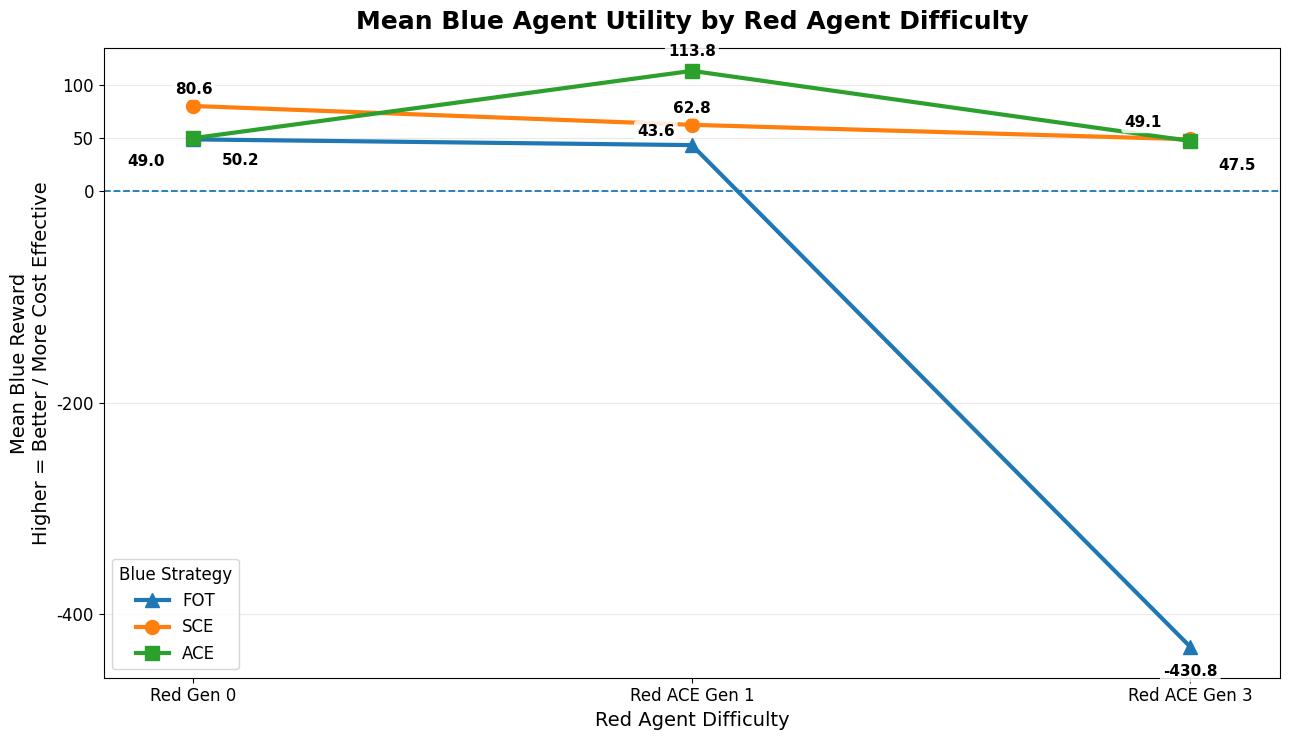 Mean Blue Agent Utility by Red Agent Difficulty
113.8
80.6
62.8
49.1
43.6
49.0
50.2
47.5
-430.8
100
50
0
-200
-400
Mean Blue Reward
Higher = Better / More Cost Effective
Blue Strategy
FOT
SCE
ACE
Red Gen 0
Red ACE Gen 1
Red ACE Gen 3
Red Agent Difficulty